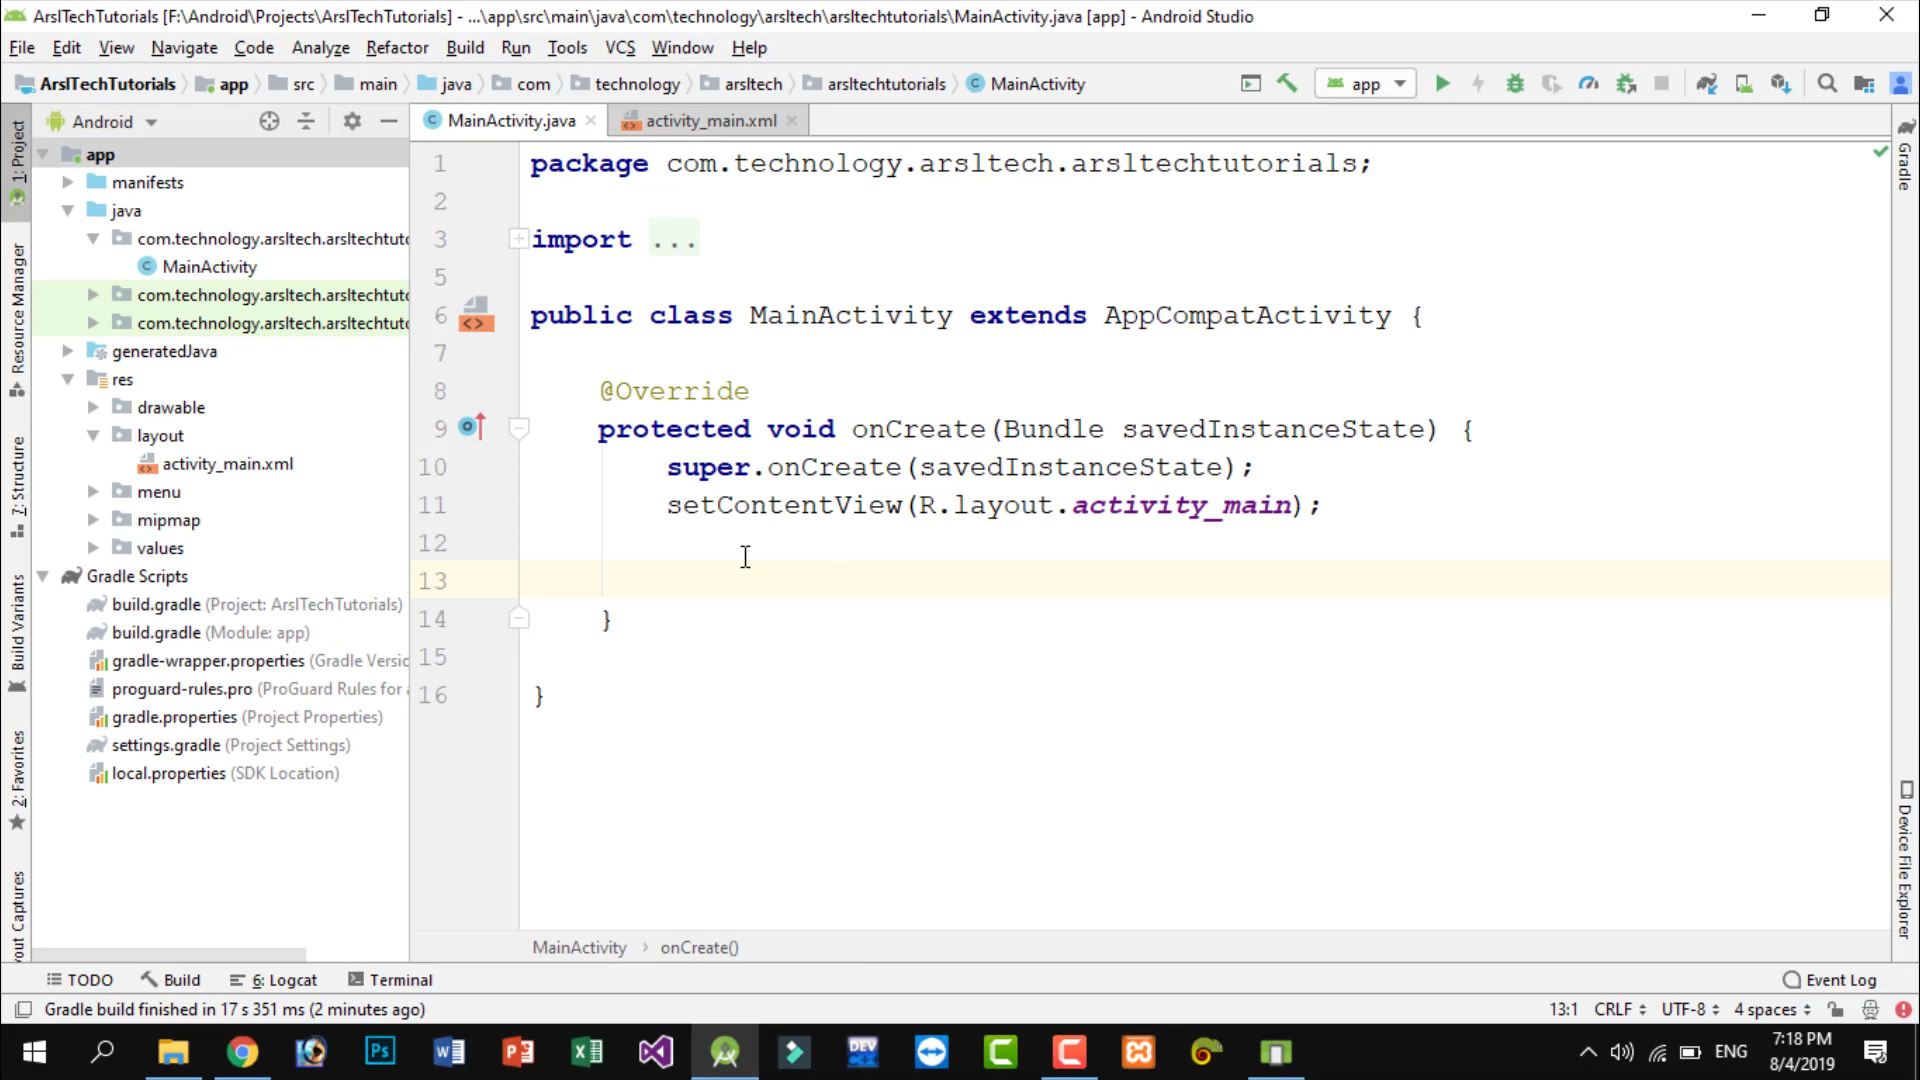 ArslTechTutorials [F:\Android\Projects\ArslTechTutorials] - ...\app\src\main\java\com\technology\arsltech\arsltechtutorials\MainActivity.java [app] - Android Studio
File Edit View Navigate Code Analyze Refactor Build Run Tools VCS Window Help
ArslTechTutorials app src main java com technology arsltech arsltechtutorials MainActivity app
Android
MainActivity.java activity_main.xml
1: Project
Resource Manager
7: Structure
Build Variants
2: Favorites
out Captures
app
manifests
java
com.technology.arsltech.arsltechtut
MainActivity
com.technology.arsltech.arsltechtut
com.technology.arsltech.arsltechtut
generatedJava
res
drawable
layout
activity_main.xml
menu
mipmap
values
Gradle Scripts
build.gradle (Project: ArslTechTutorials)
build.gradle (Module: app)
gradle-wrapper.properties (Gradle Versic
proguard-rules.pro (ProGuard Rules for a
gradle.properties (Project Properties)
settings.gradle (Project Settings)
local.properties (SDK Location)
1 package com.technology.arsltech.arsltechtutorials;
2
3 import ...
5
6 public class MainActivity extends AppCompatActivity {
7
8 @Override
9 protected void onCreate(Bundle savedInstanceState) {
10 super.onCreate(savedInstanceState);
11 setContentView(R.layout.activity_main);
12
13
14 }
15
16 }
Gradle
Device File Explorer
MainActivity › onCreate()
TODO Build 6: Logcat Terminal Event Log
Gradle build finished in 17 s 351 ms (2 minutes ago) 13:1 CRLF UTF-8 4 spaces
Ps DEV C++ ENG
7:18 PM
8/4/2019